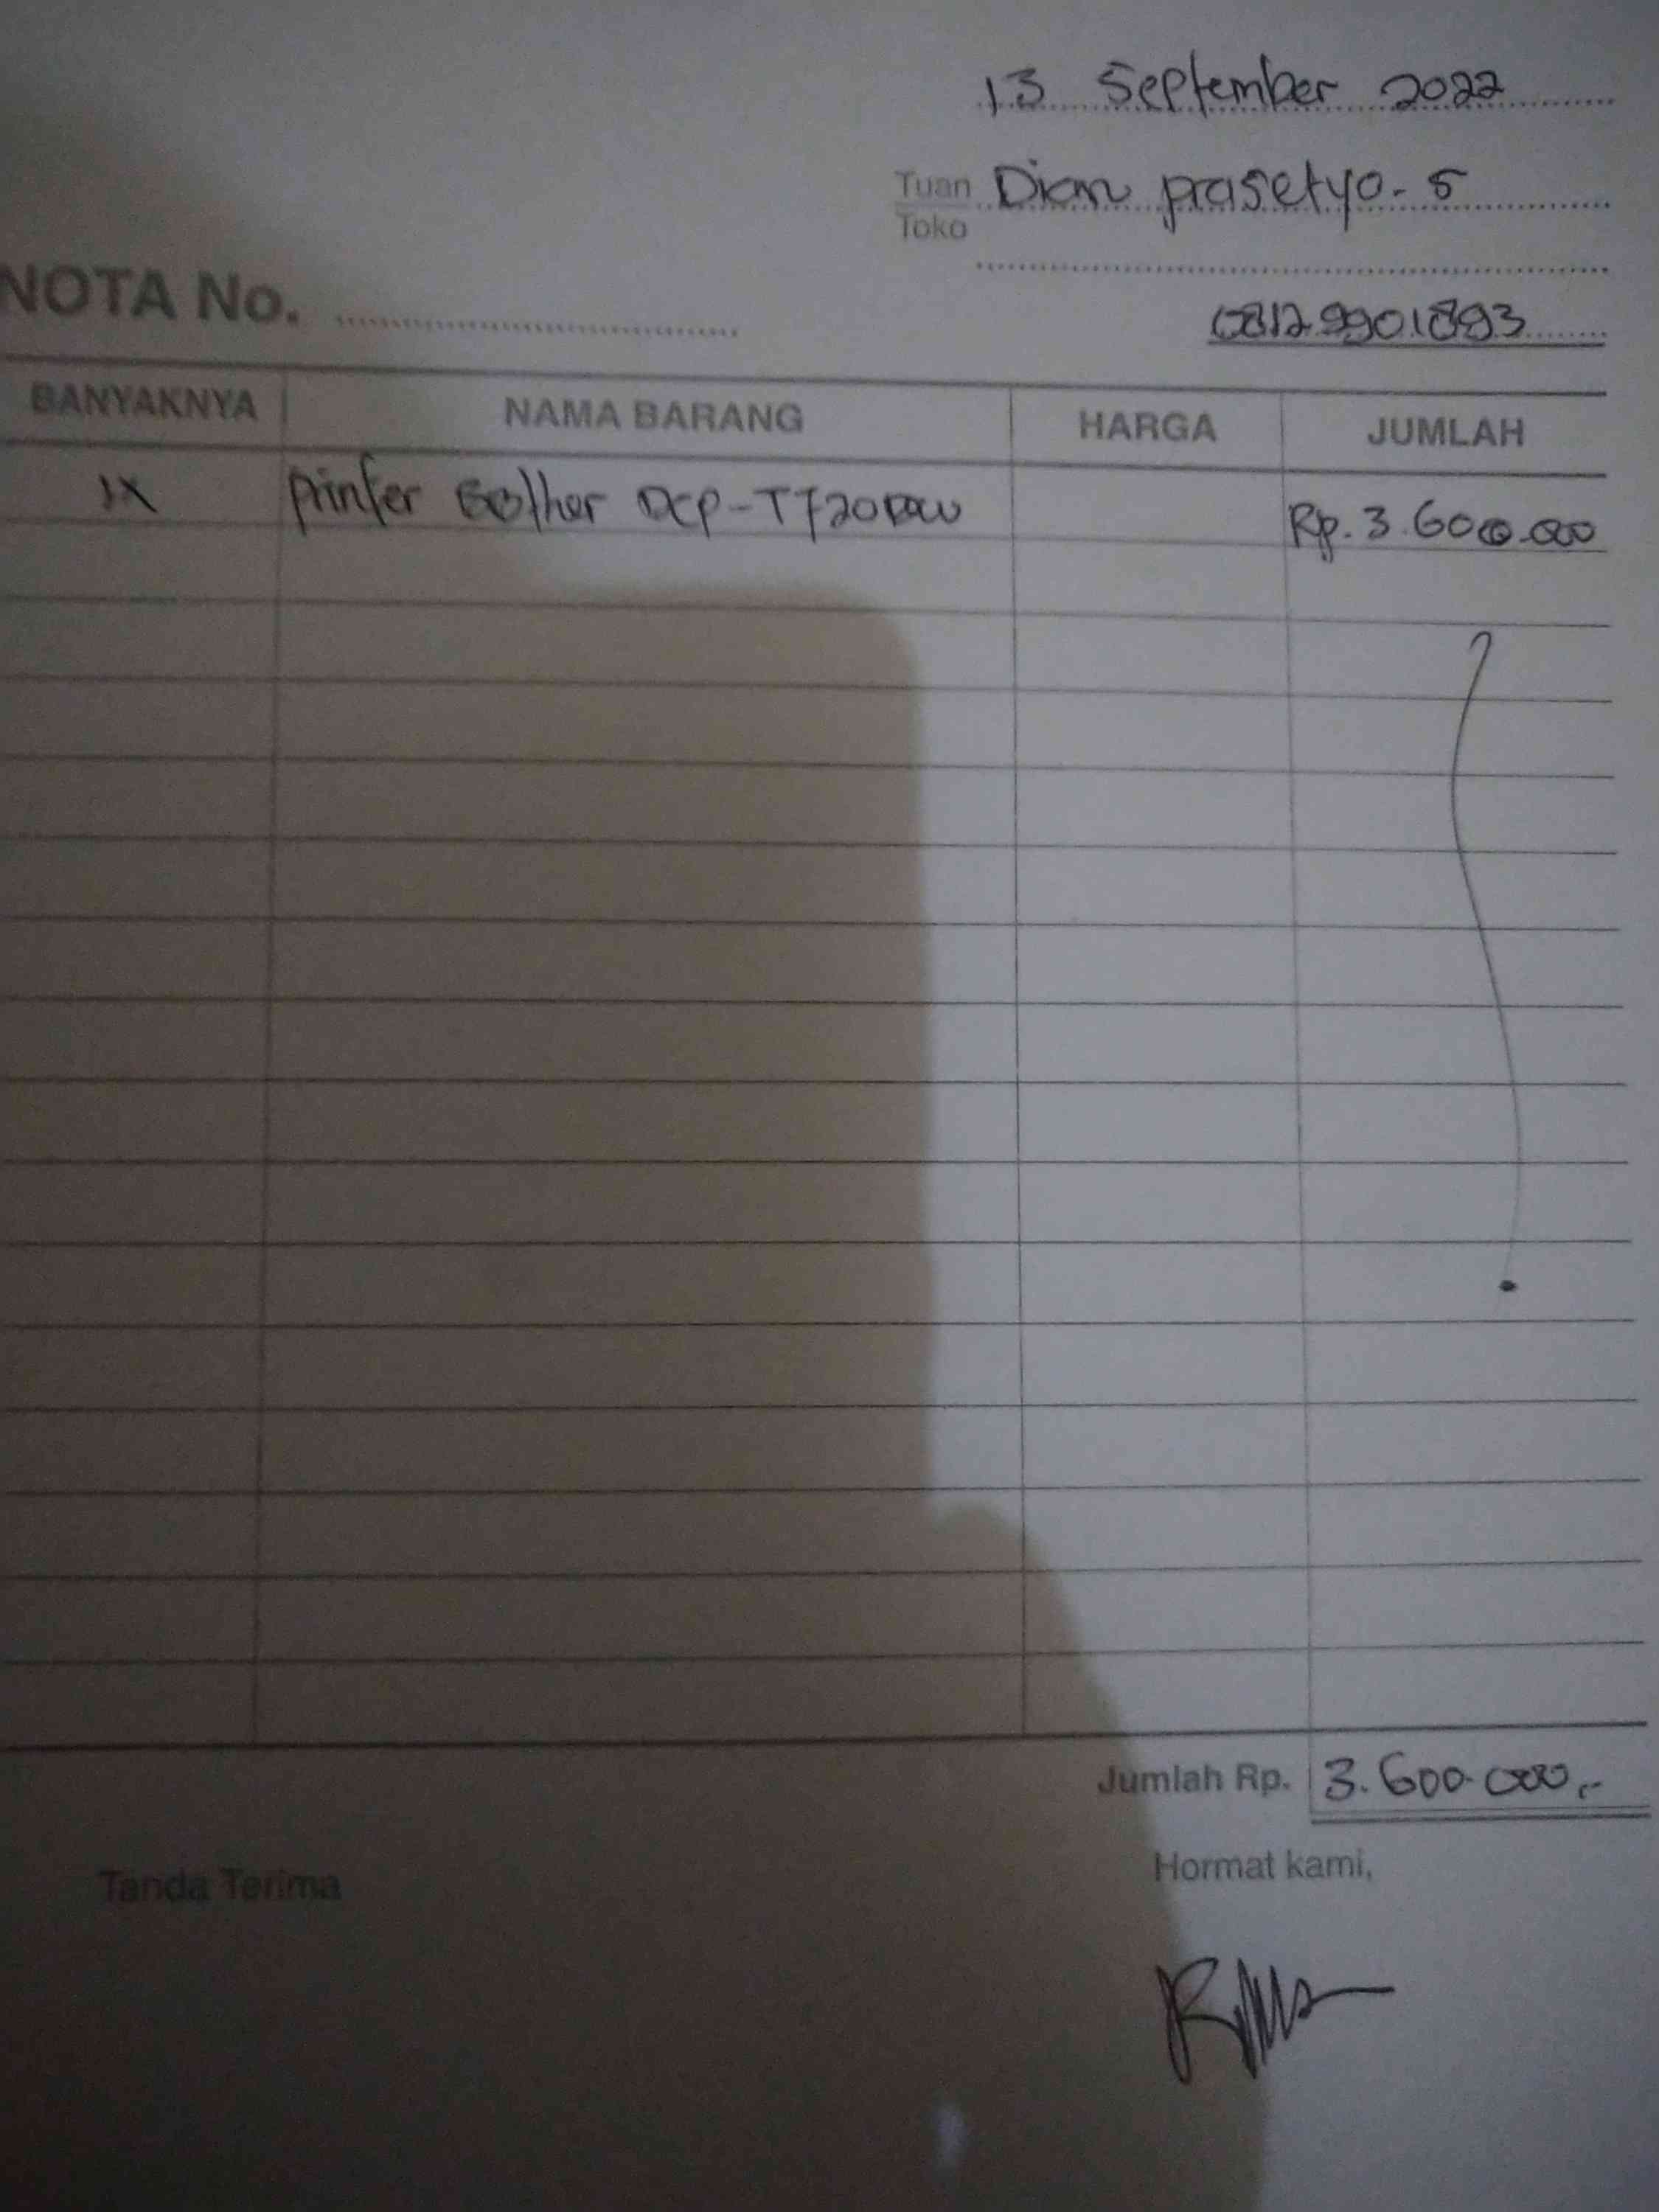 13 September 2022
Tuan Dian prasetyo. S
Toko
NOTA No.
08129901893
BANYAKNYA NAMA BARANG HARGA JUMLAH
1x printer Brother DCP-T720DW Rp. 3.600.000
Jumlah Rp. 3.600.000,-
Tanda Terima Hormat kami,